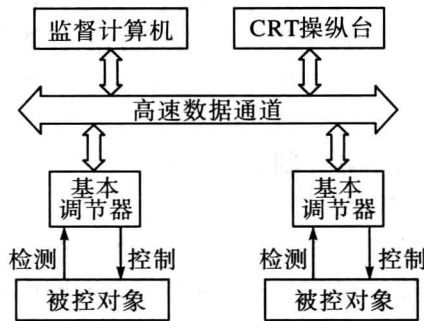 监督计算机
CRT操纵台
高速数据通道
基本
调节器
基本
调节器
检测
控制
检测
控制
被控对象
被控对象